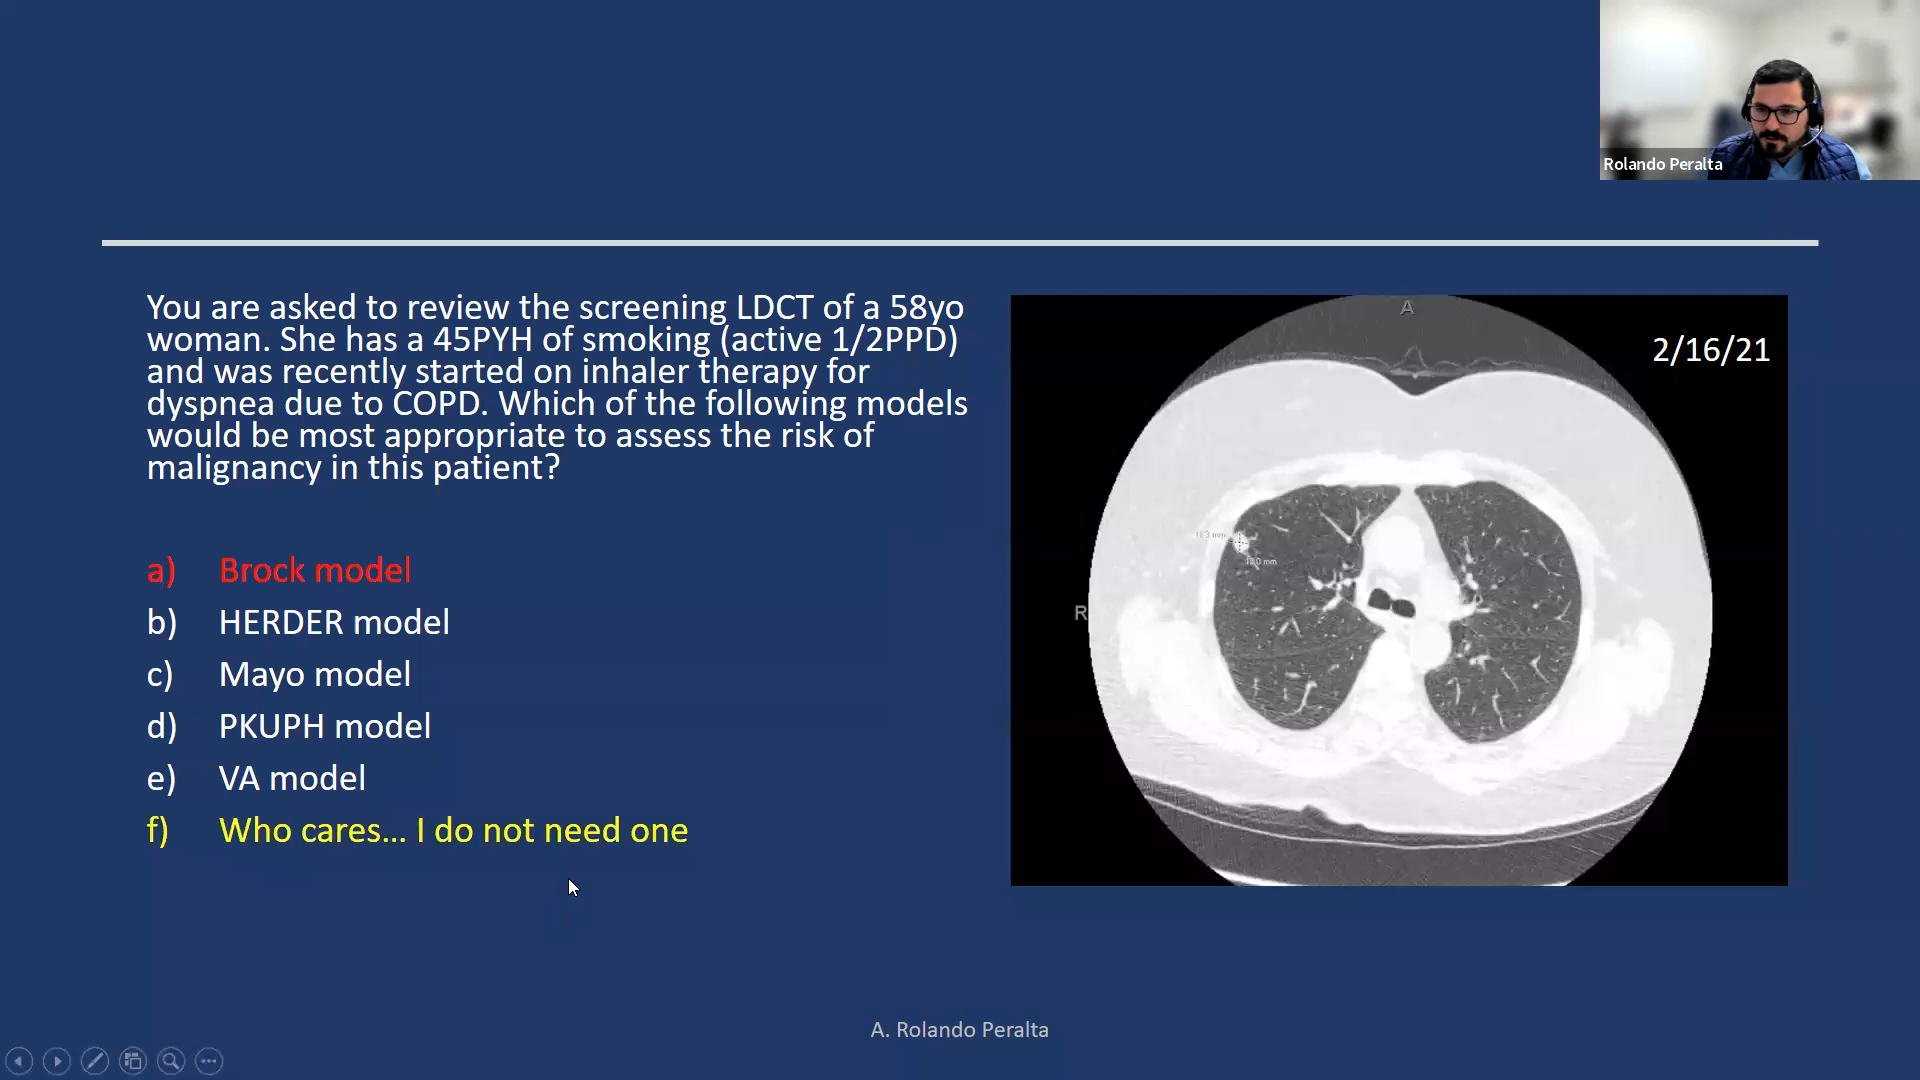 Rolando Peralta
You are asked to review the screening LDCT of a 58yo
woman. She has a 45PYH of smoking (active 1/2PPD)
and was recently started on inhaler therapy for
dyspnea due to COPD. Which of the following models
would be most appropriate to assess the risk of
malignancy in this patient?
a) Brock model
b) HERDER model
c) Mayo model
d) PKUPH model
e) VA model
f) Who cares... I do not need one
A
2/16/21
R
mm
mm
A. Rolando Peralta